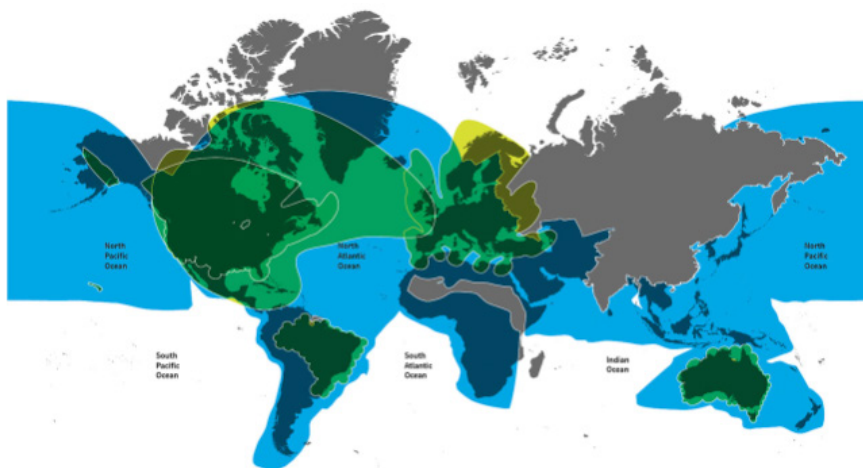 North
Pacific
Ocean
North
Atlantic
Ocean
North
Pacific
Ocean
South
Pacific
Ocean
South
Atlantic
Ocean
Indian
Ocean